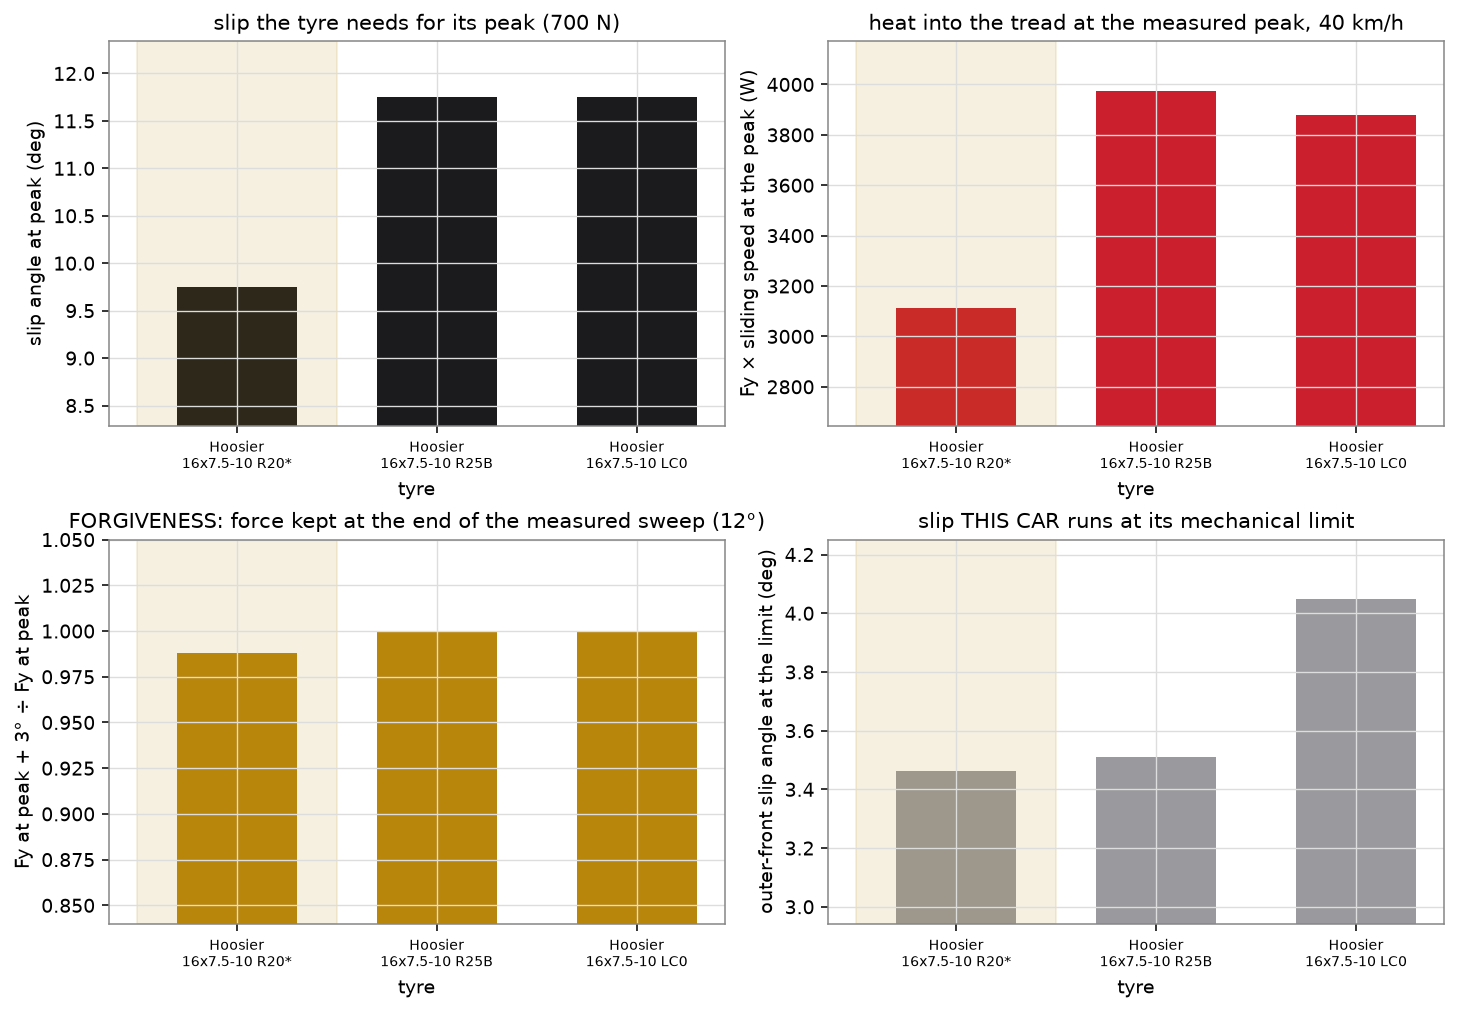 slip the tyre needs for its peak (700 N)
slip angle at peak (deg)
12.0
11.5
11.0
10.5
10.0
9.5
9.0
8.5
Hoosier
16x7.5-10 R20*
Hoosier
16x7.5-10 R25B
Hoosier
16x7.5-10 LC0
tyre
heat into the tread at the measured peak, 40 km/h
Fy × sliding speed at the peak (W)
4000
3800
3600
3400
3200
3000
2800
Hoosier
16x7.5-10 R20*
Hoosier
16x7.5-10 R25B
Hoosier
16x7.5-10 LC0
tyre
FORGIVENESS: force kept at the end of the measured sweep (12°)
Fy at peak + 3° ÷ Fy at peak
1.050
1.025
1.000
0.975
0.950
0.925
0.900
0.875
0.850
Hoosier
16x7.5-10 R20*
Hoosier
16x7.5-10 R25B
Hoosier
16x7.5-10 LC0
tyre
slip THIS CAR runs at its mechanical limit
outer-front slip angle at the limit (deg)
4.2
4.0
3.8
3.6
3.4
3.2
3.0
Hoosier
16x7.5-10 R20*
Hoosier
16x7.5-10 R25B
Hoosier
16x7.5-10 LC0
tyre